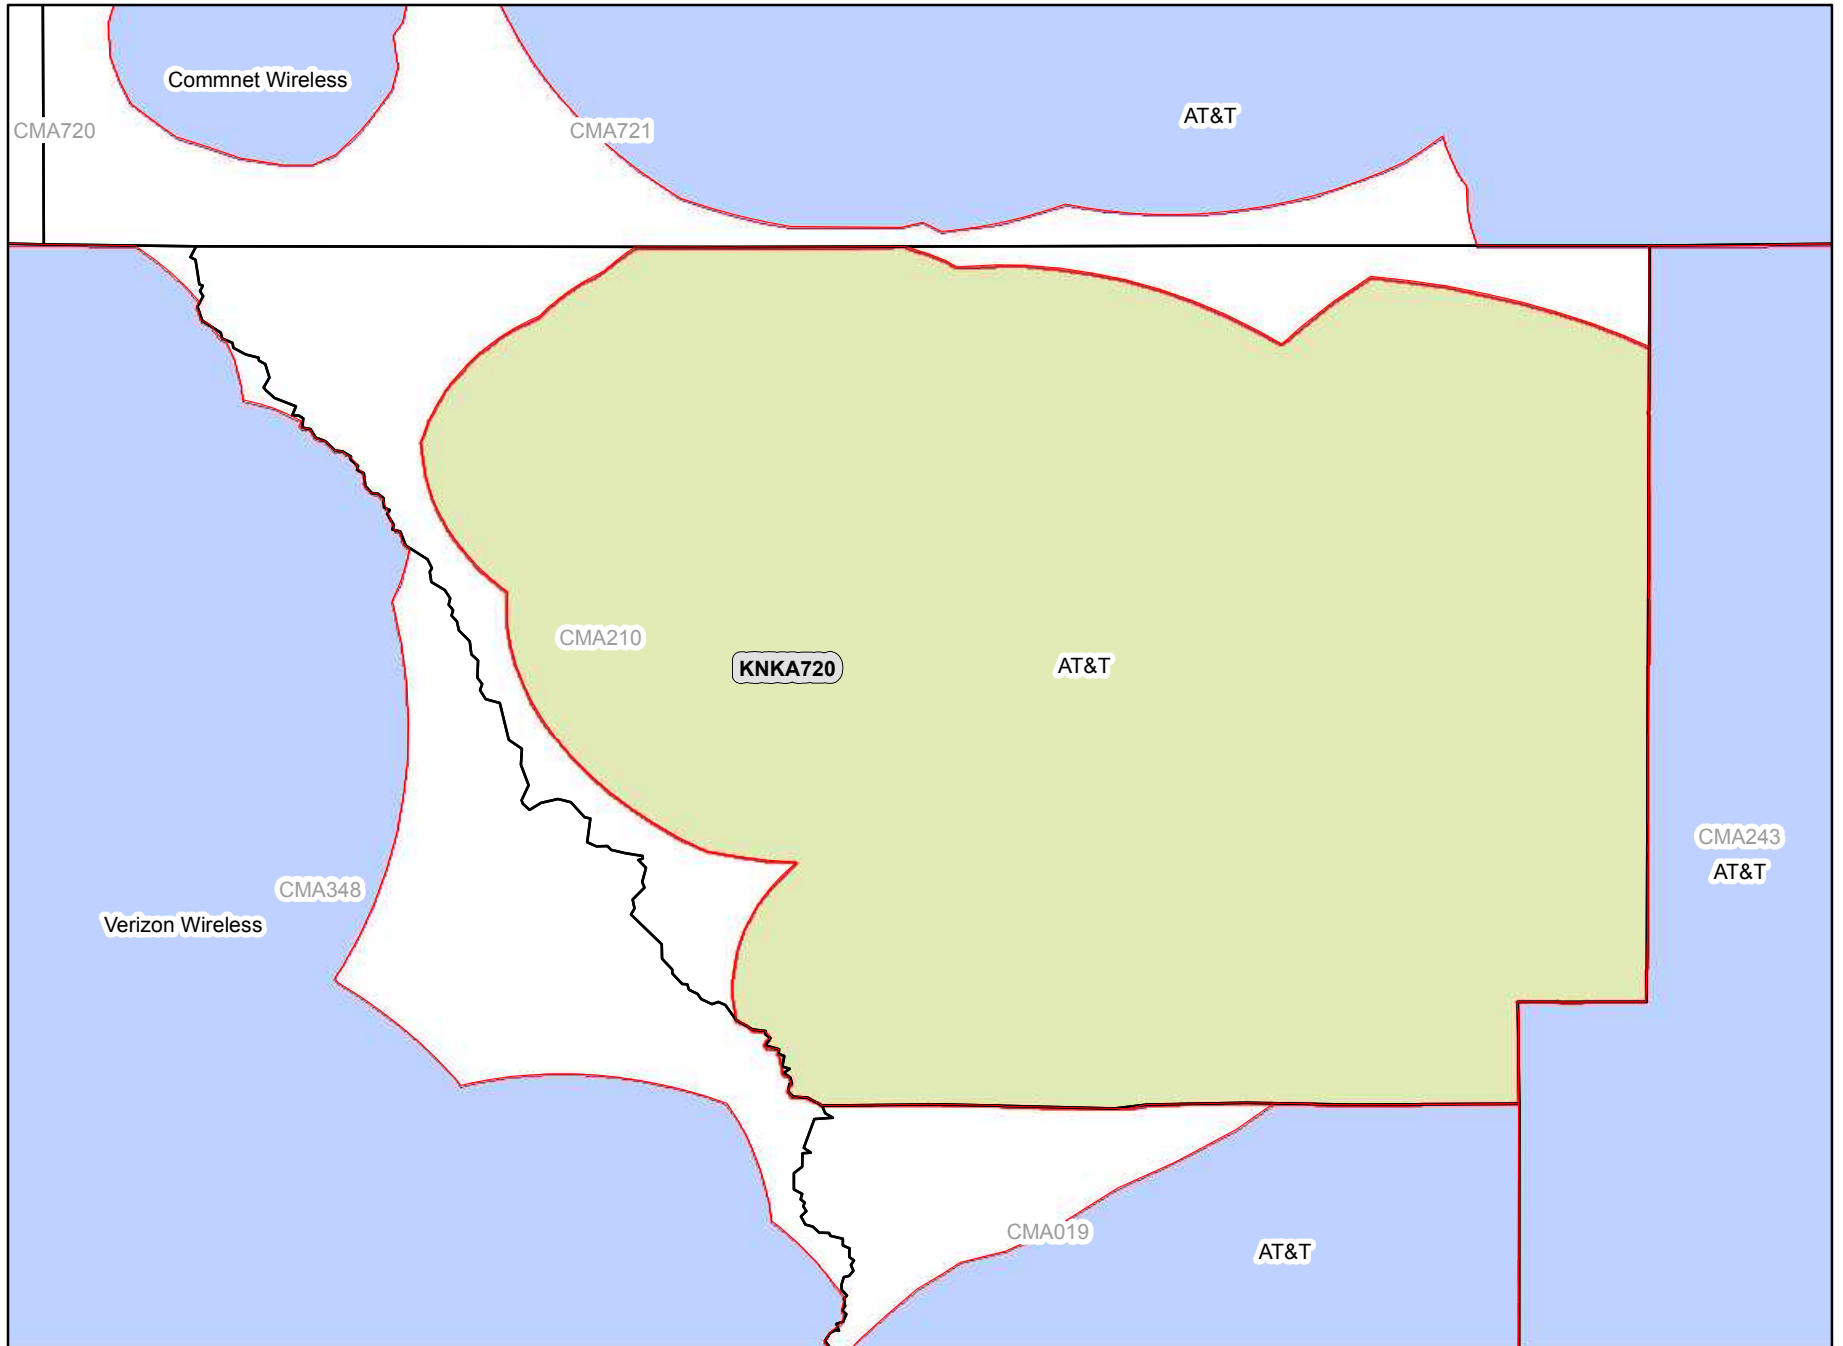 Commnet Wireless
AT&T
CMA720
CMA721
CMA210
KNKA720
AT&T
CMA243
AT&T
CMA348
Verizon Wireless
CMA019
AT&T